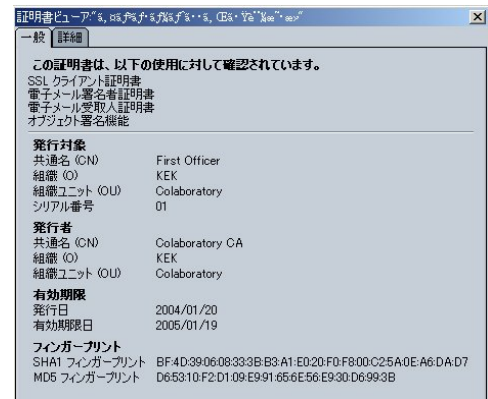 証明書ビューア:"
一般 詳細
この証明書は、以下の使用に対して確認されています。
SSL クライアント証明書
電子メール署名者証明書
電子メール受取人証明書
オブジェクト署名機能
発行対象
共通名 (CN) First Officer
組織 (O) KEK
組織ユニット (OU) Colaboratory
シリアル番号 01
発行者
共通名 (CN) Colaboratory CA
組織 (O) KEK
組織ユニット (OU) Colaboratory
有効期限
発行日 2004/01/20
有効期限日 2005/01/19
フィンガープリント
SHA1 フィンガープリント BF:4D:39:06:08:33:3B:B3:A1:E0:20:F0:F8:00:C2:5A:0E:A6:DA:D7
MD5 フィンガープリント D6:53:10:F2:D1:09:E9:91:65:6E:56:E9:30:D6:99:3B